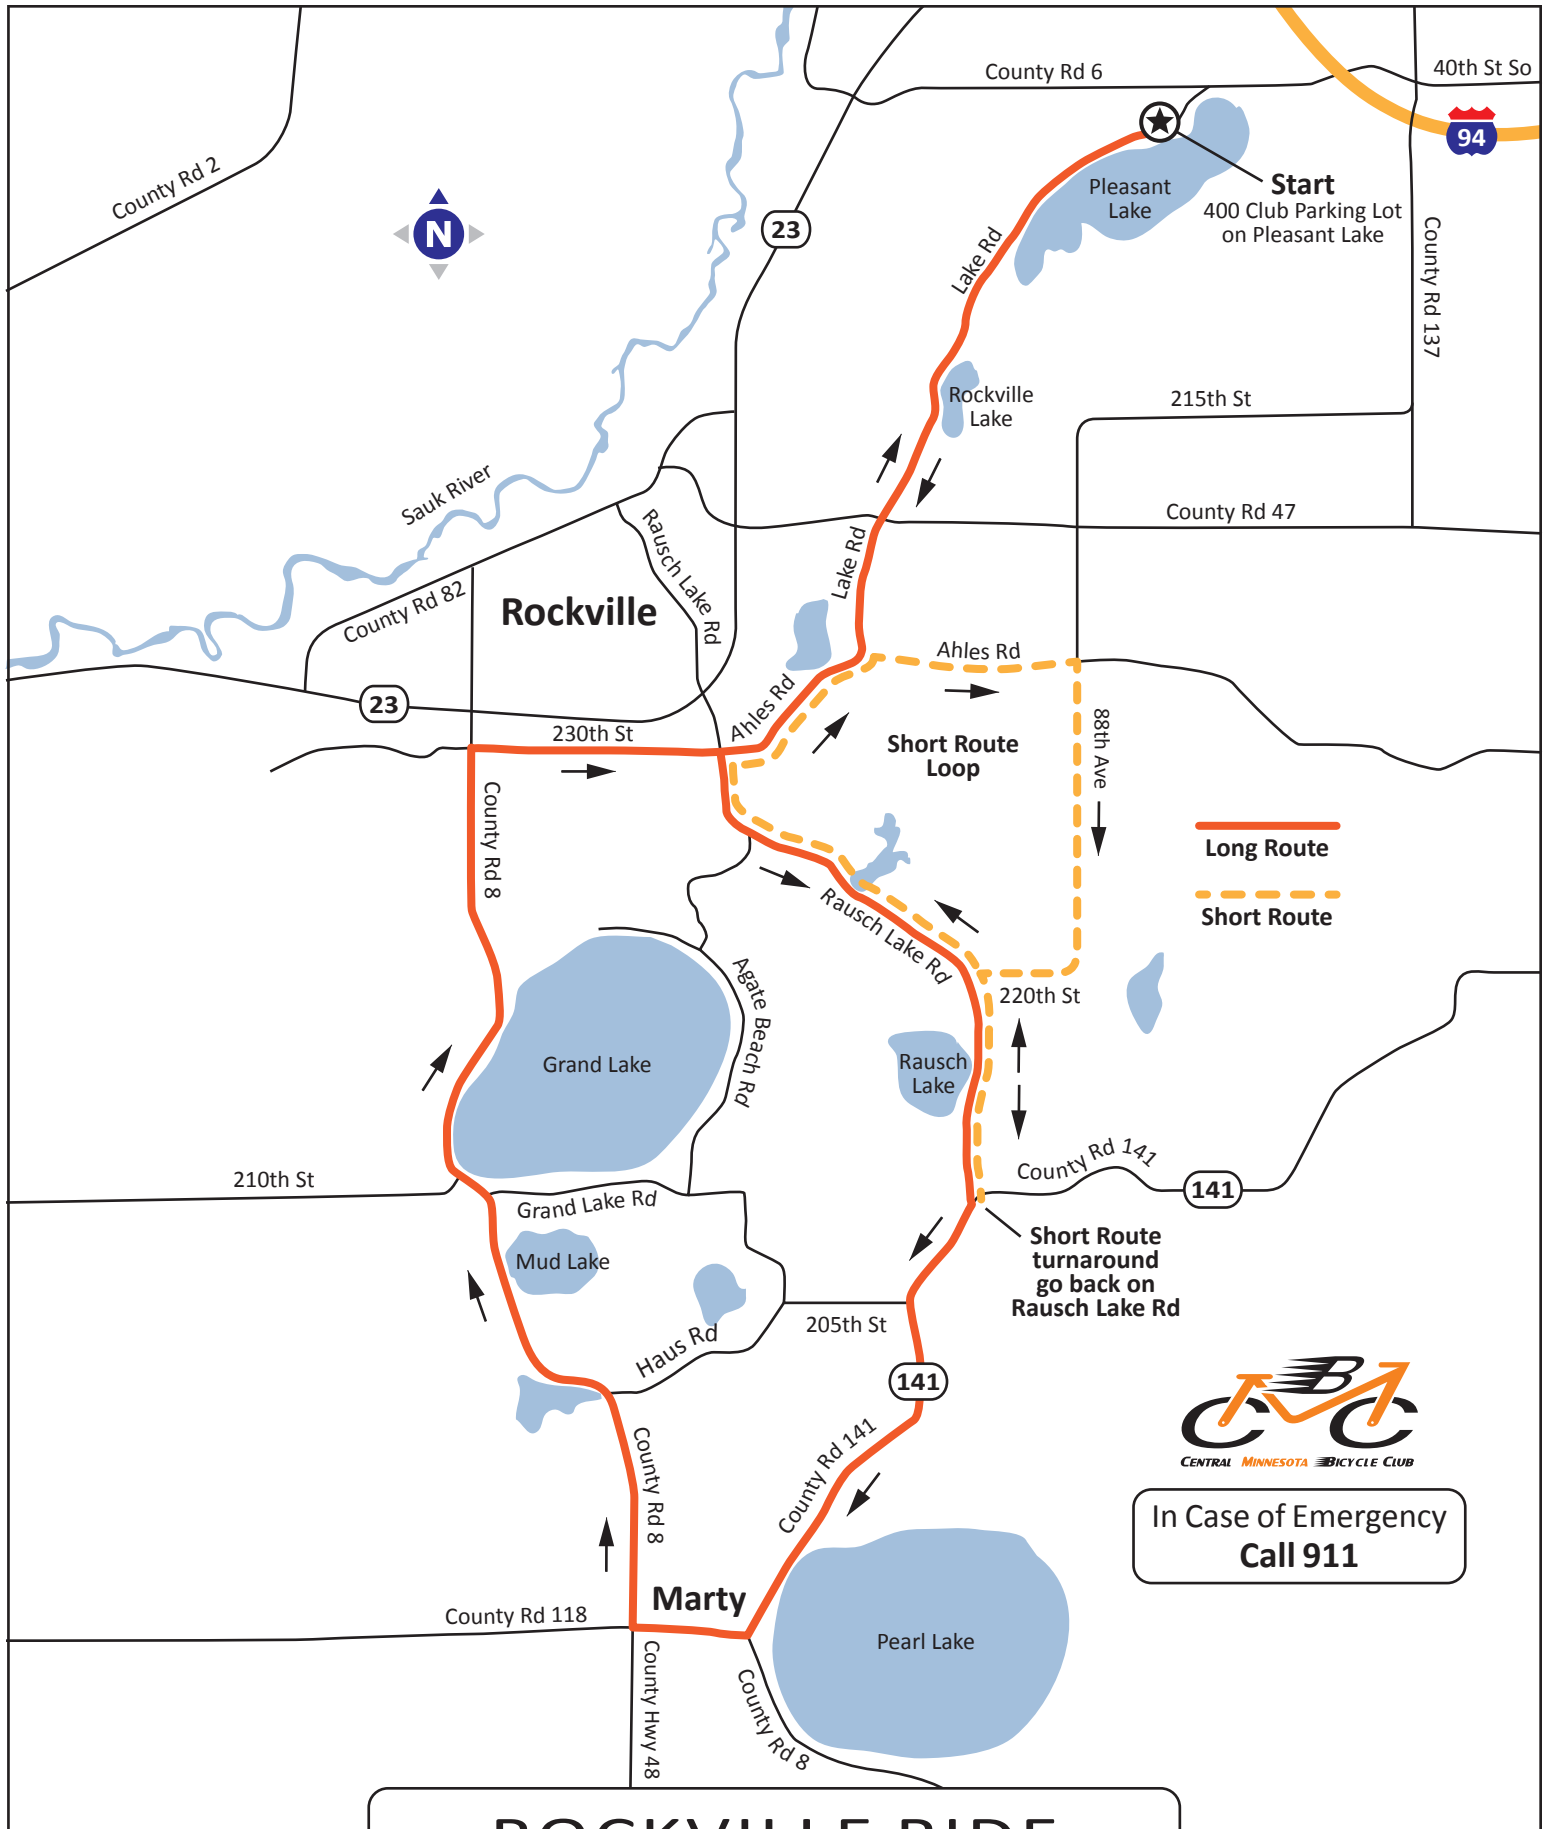 County Rd 6
40th St So
94
County Rd 2
N
23
Pleasant
Lake
Start
400 Club Parking Lot
on Pleasant Lake
County Rd 137
Lake Rd
Rockville
Lake
215th St
Sauk River
Rausch Lake Rd
County Rd 47
Lake Rd
County Rd 82
Rockville
Ahles Rd
23
230th St
Ahles Rd
88th Ave
Short Route
Loop
County Rd 8
Long Route
Short Route
Rausch Lake Rd
Agate Beach Rd
220th St
Grand Lake
Rausch
Lake
210th St
Grand Lake Rd
County Rd 141
141
Mud Lake
Short Route
turnaround
go back on
Rausch Lake Rd
205th St
Haus Rd
141
County Rd 8
County Rd 141
B
C C
CENTRAL MINNESOTA BICYCLE CLUB
In Case of Emergency
Call 911
Marty
County Rd 118
Pearl Lake
County Hwy 48
County Rd 8
ROCKVILLE RIDE